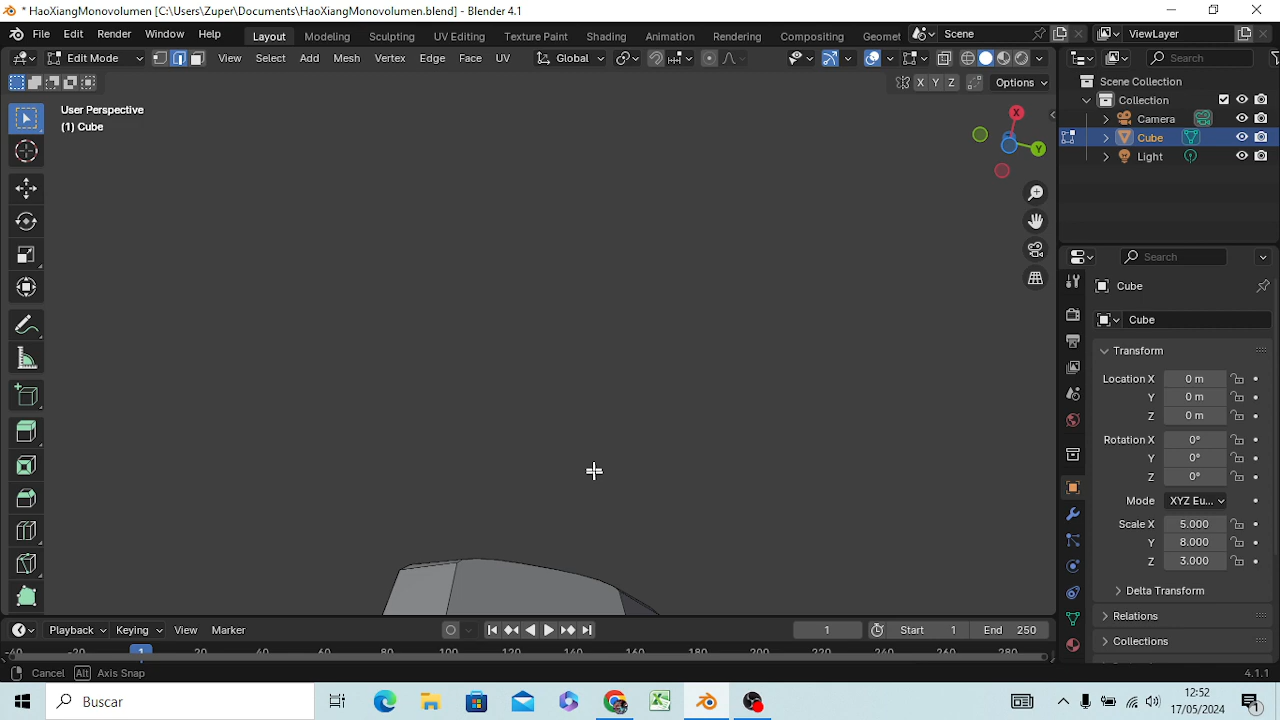 * HaoXiangMonovolumen [C:\Users\Zuper\Documents\HaoXiangMonovolumen.blend] - Blender 4.1
File Edit Render Window Help Layout Modeling Sculpting UV Editing Texture Paint Shading Animation Rendering Compositing Geomet Scene ViewLayer
Edit Mode View Select Add Mesh Vertex Edge Face UV Global Search
X Y Z Options
User Perspective
(1) Cube
X
Y
Scene Collection
Collection
Camera
Cube
Light
Search
Cube
Cube
Transform
Location X 0 m
Y 0 m
Z 0 m
Rotation X 0°
Y 0°
Z 0°
Mode XYZ Eu...
Scale X 5.000
Y 8.000
Z 3.000
Delta Transform
Relations
Collections
Playback Keying View Marker 1 Start 1 End 250
-40 -20 1 20 40 60 80 100 120 140 160 180 200 220 240 260 280
Cancel Alt Axis Snap 4.1.1
Buscar
12:52
17/05/2024
1